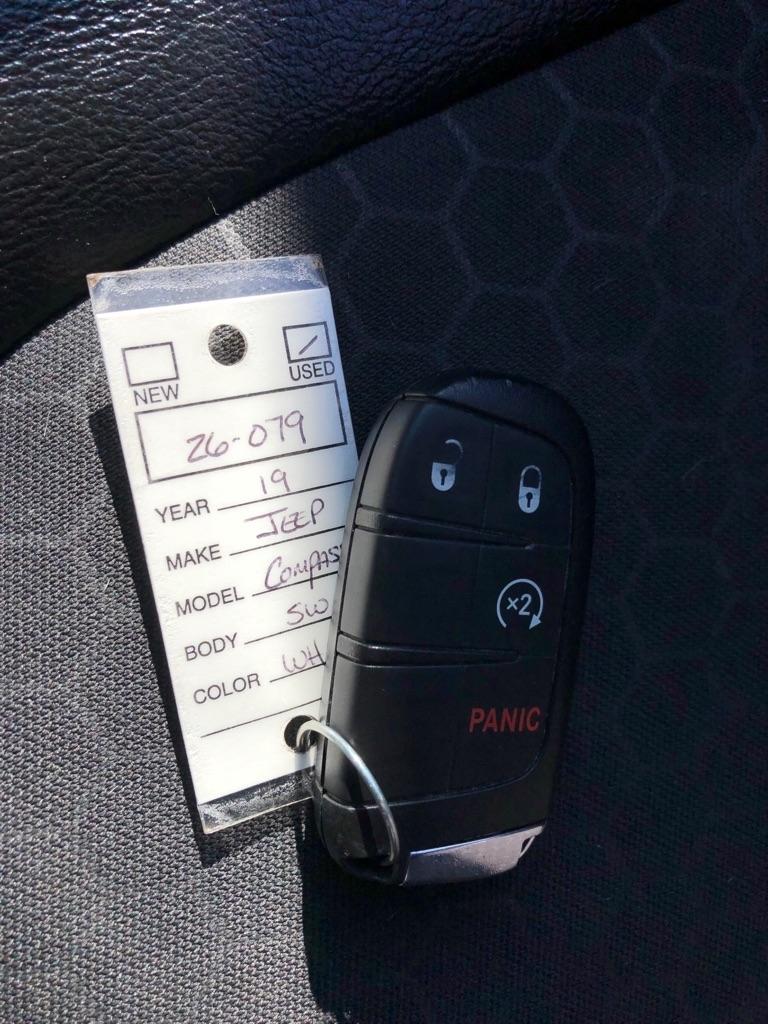 NEW USED
26-079
YEAR 19
MAKE JEEP
MODEL COMPASS
BODY SW
COLOR WH
×2
PANIC